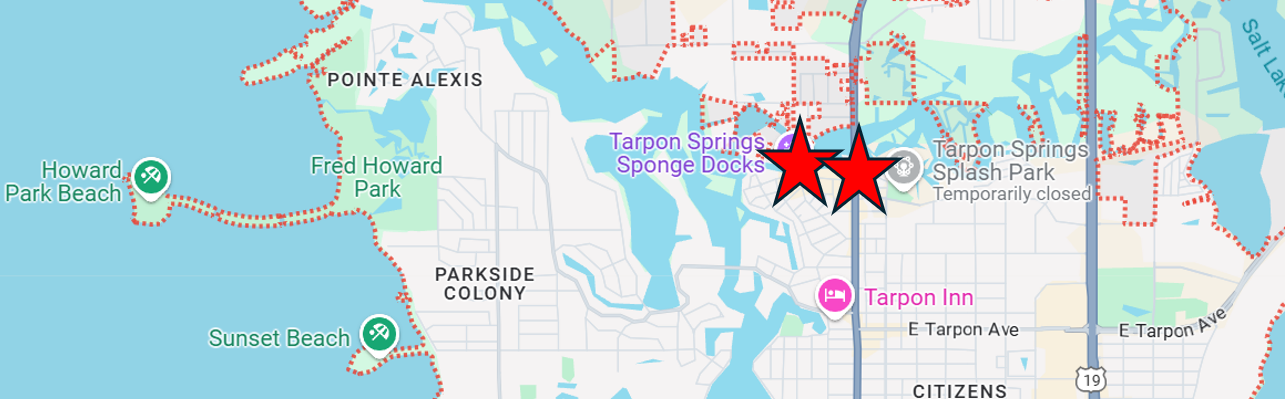 POINTE ALEXIS
Salt Lake
Tarpon Springs
Sponge Docks
Tarpon Springs
Splash Park
Temporarily closed
Howard
Park Beach
Fred Howard
Park
PARKSIDE
COLONY
Tarpon Inn
Sunset Beach
E Tarpon Ave
E Tarpon Ave
19
CITIZENS